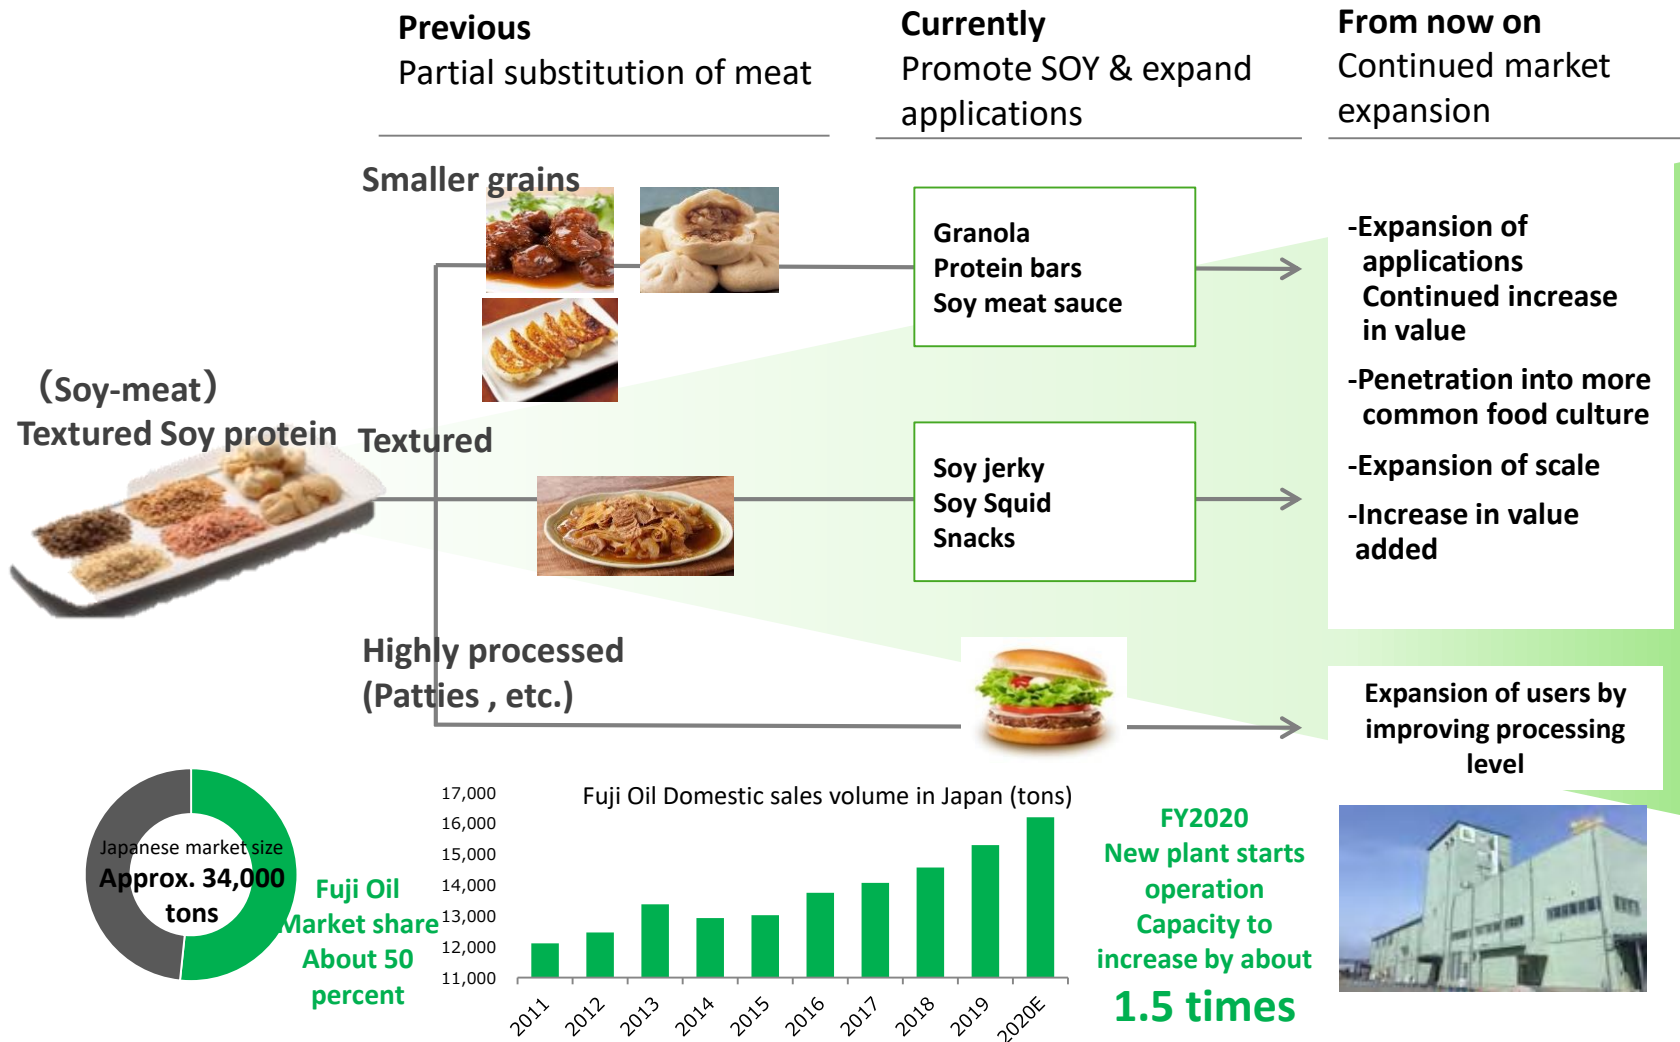 Previous
Partial substitution of meat
Currently
Promote SOY & expand
applications
From now on
Continued market
expansion
Smaller grains
Granola
Protein bars
Soy meat sauce
-Expansion of
applications
Continued increase
in value
-Penetration into more
common food culture
-Expansion of scale
-Increase in value
added
（Soy-meat）
Textured Soy protein
Textured
Soy jerky
Soy Squid
Snacks
Highly processed
(Patties , etc.)
Expansion of users by
improving processing
level
Japanese market size
Approx. 34,000
tons
Fuji Oil
Market share
About 50
percent
Fuji Oil Domestic sales volume in Japan (tons)
17,000
16,000
15,000
14,000
13,000
12,000
11,000
2011
2012
2013
2014
2015
2016
2017
2018
2019
2020E
FY2020
New plant starts
operation
Capacity to
increase by about
1.5 times